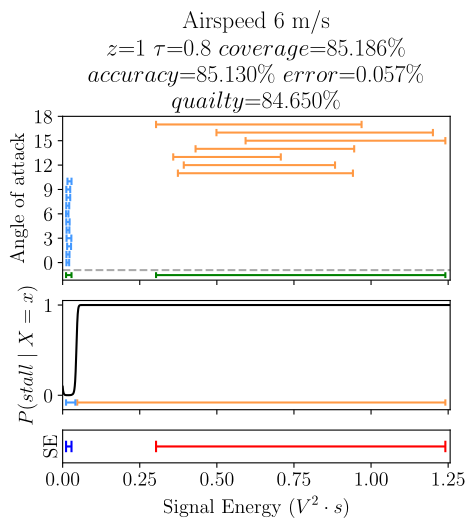 Airspeed 6 m/s
z=1 τ=0.8 coverage=85.186%
accuracy=85.130% error=0.057%
quailty=84.650%
18
15
12
9
6
3
0
Angle of attack
1
0
P(stall | X = x)
SE
0.00 0.25 0.50 0.75 1.00 1.25
Signal Energy (V² · s)